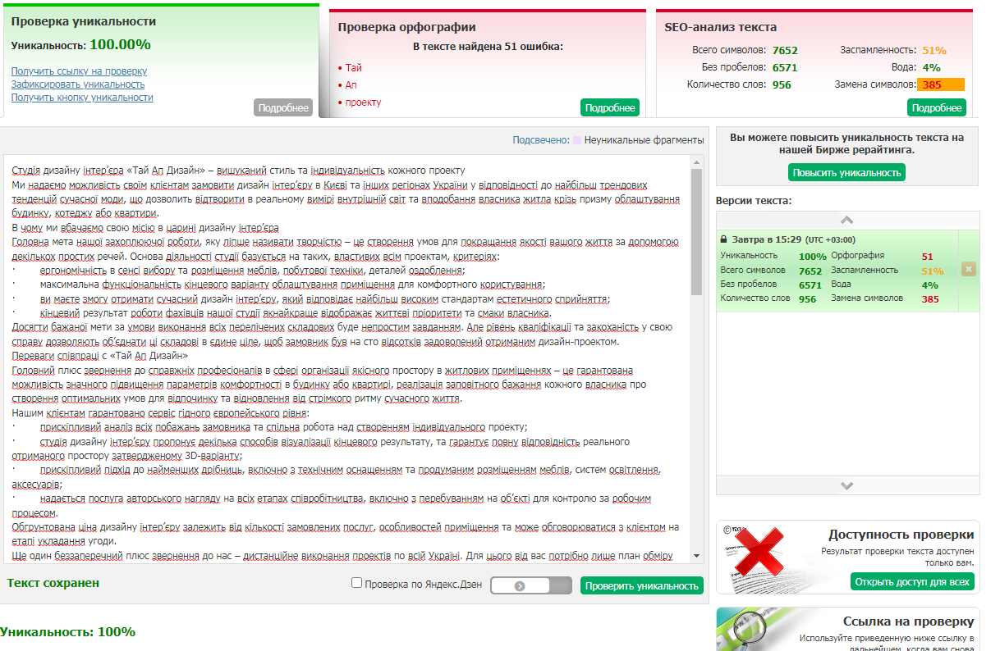 Проверка уникальности
Уникальность: 100.00%
Получить ссылку на проверку
Зафиксировать уникальность
Получить кнопку уникальности
Подробнее
Проверка орфографии
В тексте найдена 51 ошибка:
• Тай
• Ап
• проекту
Подробнее
SEO-анализ текста
Всего символов: 7652
Без пробелов: 6571
Количество слов: 956
Заспамленность: 51%
Вода: 4%
Замена символов: 385
Подробнее
Подсвечено: Неуникальные фрагменты
Студія дизайну інтер’єра «Тай Ап Дизайн» – вишуканий стиль та індивідуальність кожного проекту
Ми надаємо можливість своїм клієнтам замовити дизайн інтер’єру в Києві та інших регіонах України у відповідності до найбільш трендових
тенденцій сучасної моди, що дозволить відтворити в реальному вимірі внутрішній світ та вподобання власника житла крізь призму облаштування
будинку, котеджу або квартири.
В чому ми вбачаємо свою місію в царині дизайну інтер’єра
Головна мета нашої захоплюючої роботи, яку ліпше називати творчістю – це створення умов для покращання якості вашого життя за допомогою
декількох простих речей. Основа діяльності студії базується на таких, властивих всім проектам, критеріях:
· ергономічність в сенсі вибору та розміщення меблів, побутової техніки, деталей оздоблення;
· максимальна функціональність кінцевого варіанту облаштування приміщення для комфортного користування;
· ви маєте змогу отримати сучасний дизайн інтер’єру, який відповідає найбільш високим стандартам естетичного сприйняття;
· кінцевий результат роботи фахівців нашої студії якнайкраще відображає життєві пріоритети та смаки власника.
Досягти бажаної мети за умови виконання всіх перелічених складових буде непростим завданням. Але рівень кваліфікації та закоханість у свою
справу дозволяють об’єднати ці складові в єдине ціле, щоб замовник був на сто відсотків задоволений отриманим дизайн-проектом.
Переваги співпраці с «Тай Ап Дизайн»
Головний плюс звернення до справжніх професіоналів в сфері організації якісного простору в житлових приміщеннях – це гарантована
можливість значного підвищення параметрів комфортності в будинку або квартирі, реалізація заповітного бажання кожного власника про
створення оптимальних умов для відпочинку та відновлення від стрімкого ритму сучасного життя.
Нашим клієнтам гарантовано сервіс гідного європейського рівня:
· прискіпливий аналіз всіх побажань замовника та спільна робота над створенням індивідуального проекту;
· студія дизайну інтер’єру пропонує декілька способів візуалізації кінцевого результату, та гарантує повну відповідність реального
отриманого простору затвердженому 3D-варіанту;
· прискіпливий підхід до найменших дрібниць, включно з технічним оснащенням та продуманим розміщенням меблів, систем освітлення,
аксесуарів;
· надається послуга авторського нагляду на всіх етапах співробітництва, включно з перебуванням на об’єкті для контролю за робочим
процесом.
Обґрунтована ціна дизайну інтер’єру залежить від кількості замовлених послуг, особливостей приміщення та може обговорюватися з клієнтом на
етапі укладання угоди.
Ще один беззаперечний плюс звернення до нас – дистанційне виконання проектів по всій Україні. Для цього від вас потрібно лише план обміру
Текст сохранен
Проверка по Яндекс.Дзен
Проверить уникальность
Уникальность: 100%
Вы можете повысить уникальность текста на
нашей Бирже рерайтинга.
Повысить уникальность
Версии текста:
Завтра в 15:29 (UTC +03:00)
Уникальность 100% Орфография 51
Всего символов 7652 Заспамленность 51%
Без пробелов 6571 Вода 4%
Количество слов 956 Замена символов 385
Доступность проверки
Результат проверки текста доступен
только вам.
Открыть доступ для всех
Ссылка на проверку
Используйте приведенную ниже ссылку в
дальнейшем, когда вам снова